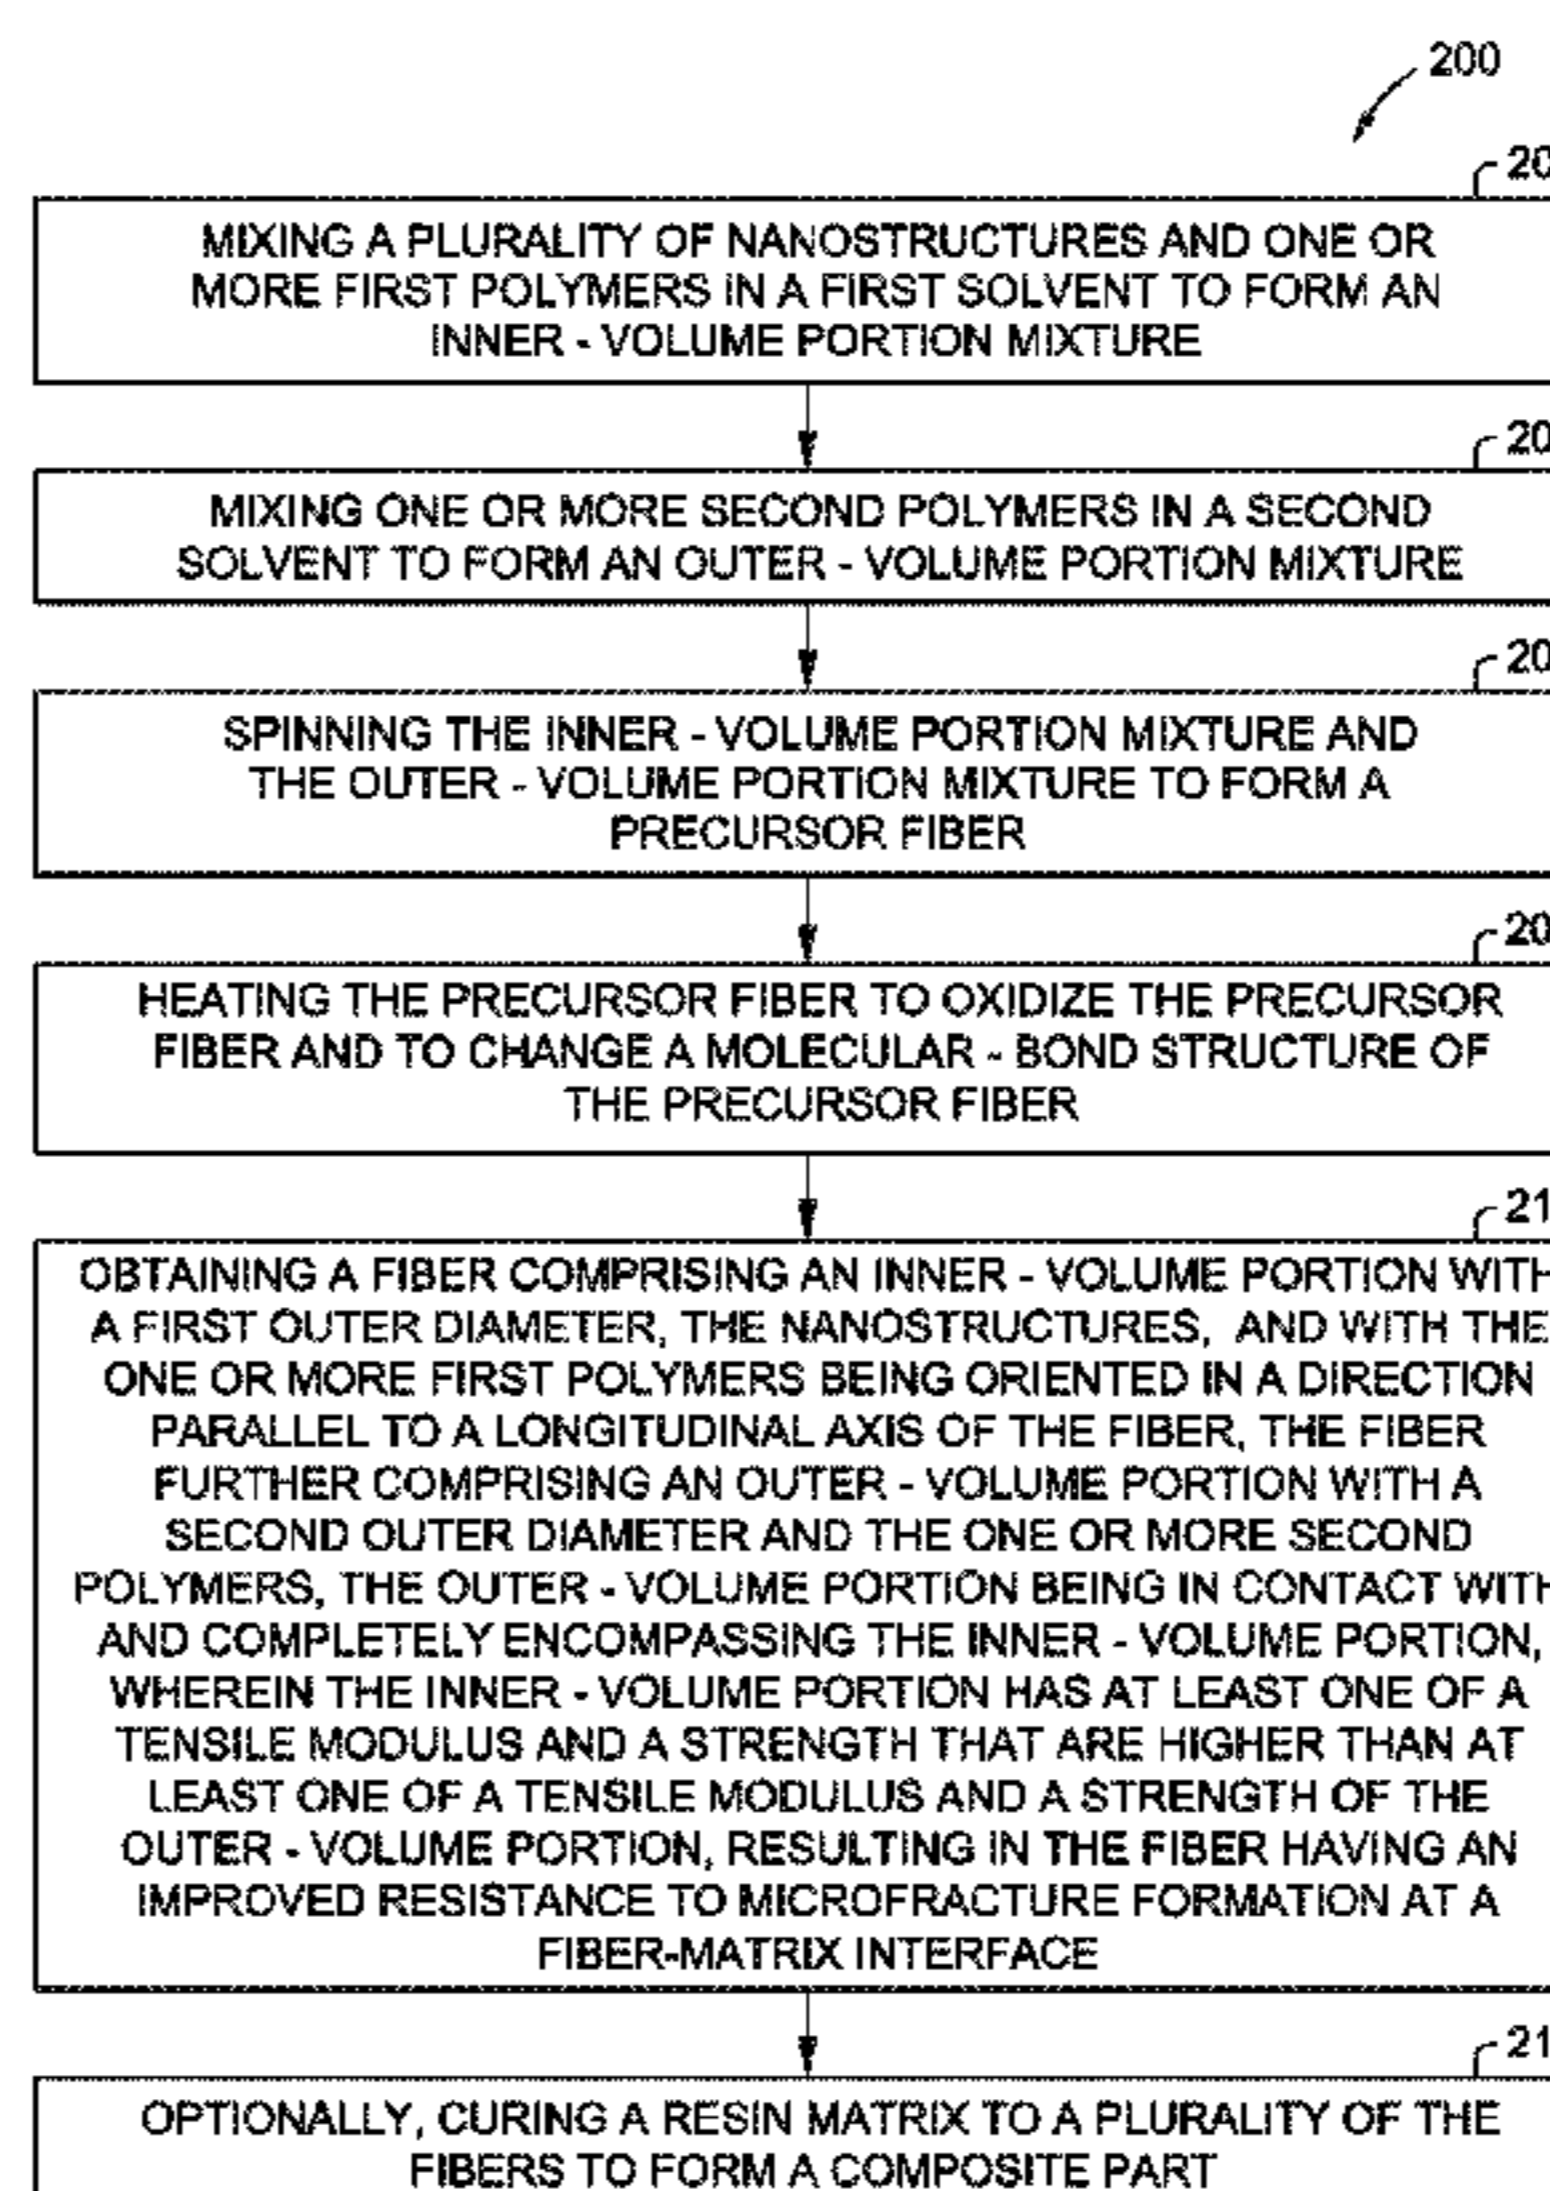 200
20
MIXING A PLURALITY OF NANOSTRUCTURES AND ONE OR
MORE FIRST POLYMERS IN A FIRST SOLVENT TO FORM AN
INNER - VOLUME PORTION MIXTURE
20
MIXING ONE OR MORE SECOND POLYMERS IN A SECOND
SOLVENT TO FORM AN OUTER - VOLUME PORTION MIXTURE
20
SPINNING THE INNER - VOLUME PORTION MIXTURE AND
THE OUTER - VOLUME PORTION MIXTURE TO FORM A
PRECURSOR FIBER
20
HEATING THE PRECURSOR FIBER TO OXIDIZE THE PRECURSOR
FIBER AND TO CHANGE A MOLECULAR - BOND STRUCTURE OF
THE PRECURSOR FIBER
21
OBTAINING A FIBER COMPRISING AN INNER - VOLUME PORTION WITH
A FIRST OUTER DIAMETER, THE NANOSTRUCTURES, AND WITH THE
ONE OR MORE FIRST POLYMERS BEING ORIENTED IN A DIRECTION
PARALLEL TO A LONGITUDINAL AXIS OF THE FIBER, THE FIBER
FURTHER COMPRISING AN OUTER - VOLUME PORTION WITH A
SECOND OUTER DIAMETER AND THE ONE OR MORE SECOND
POLYMERS, THE OUTER - VOLUME PORTION BEING IN CONTACT WITH
AND COMPLETELY ENCOMPASSING THE INNER - VOLUME PORTION,
WHEREIN THE INNER - VOLUME PORTION HAS AT LEAST ONE OF A
TENSILE MODULUS AND A STRENGTH THAT ARE HIGHER THAN AT
LEAST ONE OF A TENSILE MODULUS AND A STRENGTH OF THE
OUTER - VOLUME PORTION, RESULTING IN THE FIBER HAVING AN
IMPROVED RESISTANCE TO MICROFRACTURE FORMATION AT A
FIBER-MATRIX INTERFACE
21
OPTIONALLY, CURING A RESIN MATRIX TO A PLURALITY OF THE
FIBERS TO FORM A COMPOSITE PART